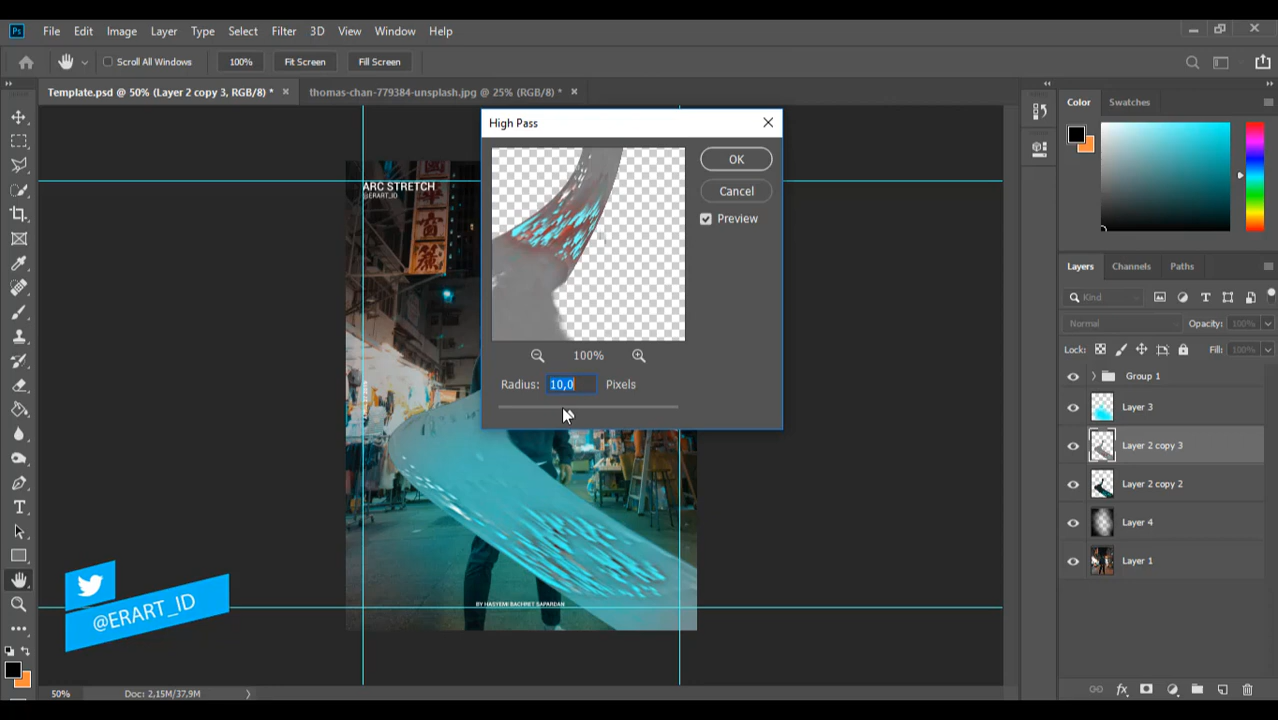 Ps File Edit Image Layer Type Select Filter 3D View Window Help
Scroll All Windows 100% Fit Screen Fill Screen
Template.psd @ 50% (Layer 2 copy 3, RGB/8) *
thomas-chan-779384-unsplash.jpg @ 25% (RGB/8) *
High Pass
OK
Cancel
Preview
100%
Radius: 10,0 Pixels
ARC STRETCH
@ERART_ID
BY HASYEMI BACHRET SAPARDAN
@ERART_ID
Color Swatches
Layers Channels Paths
Kind
Normal Opacity: 100%
Lock: Fill: 100%
Group 1
Layer 3
Layer 2 copy 3
Layer 2 copy 2
Layer 4
Layer 1
fx
50% Doc: 2,15M/37,9M